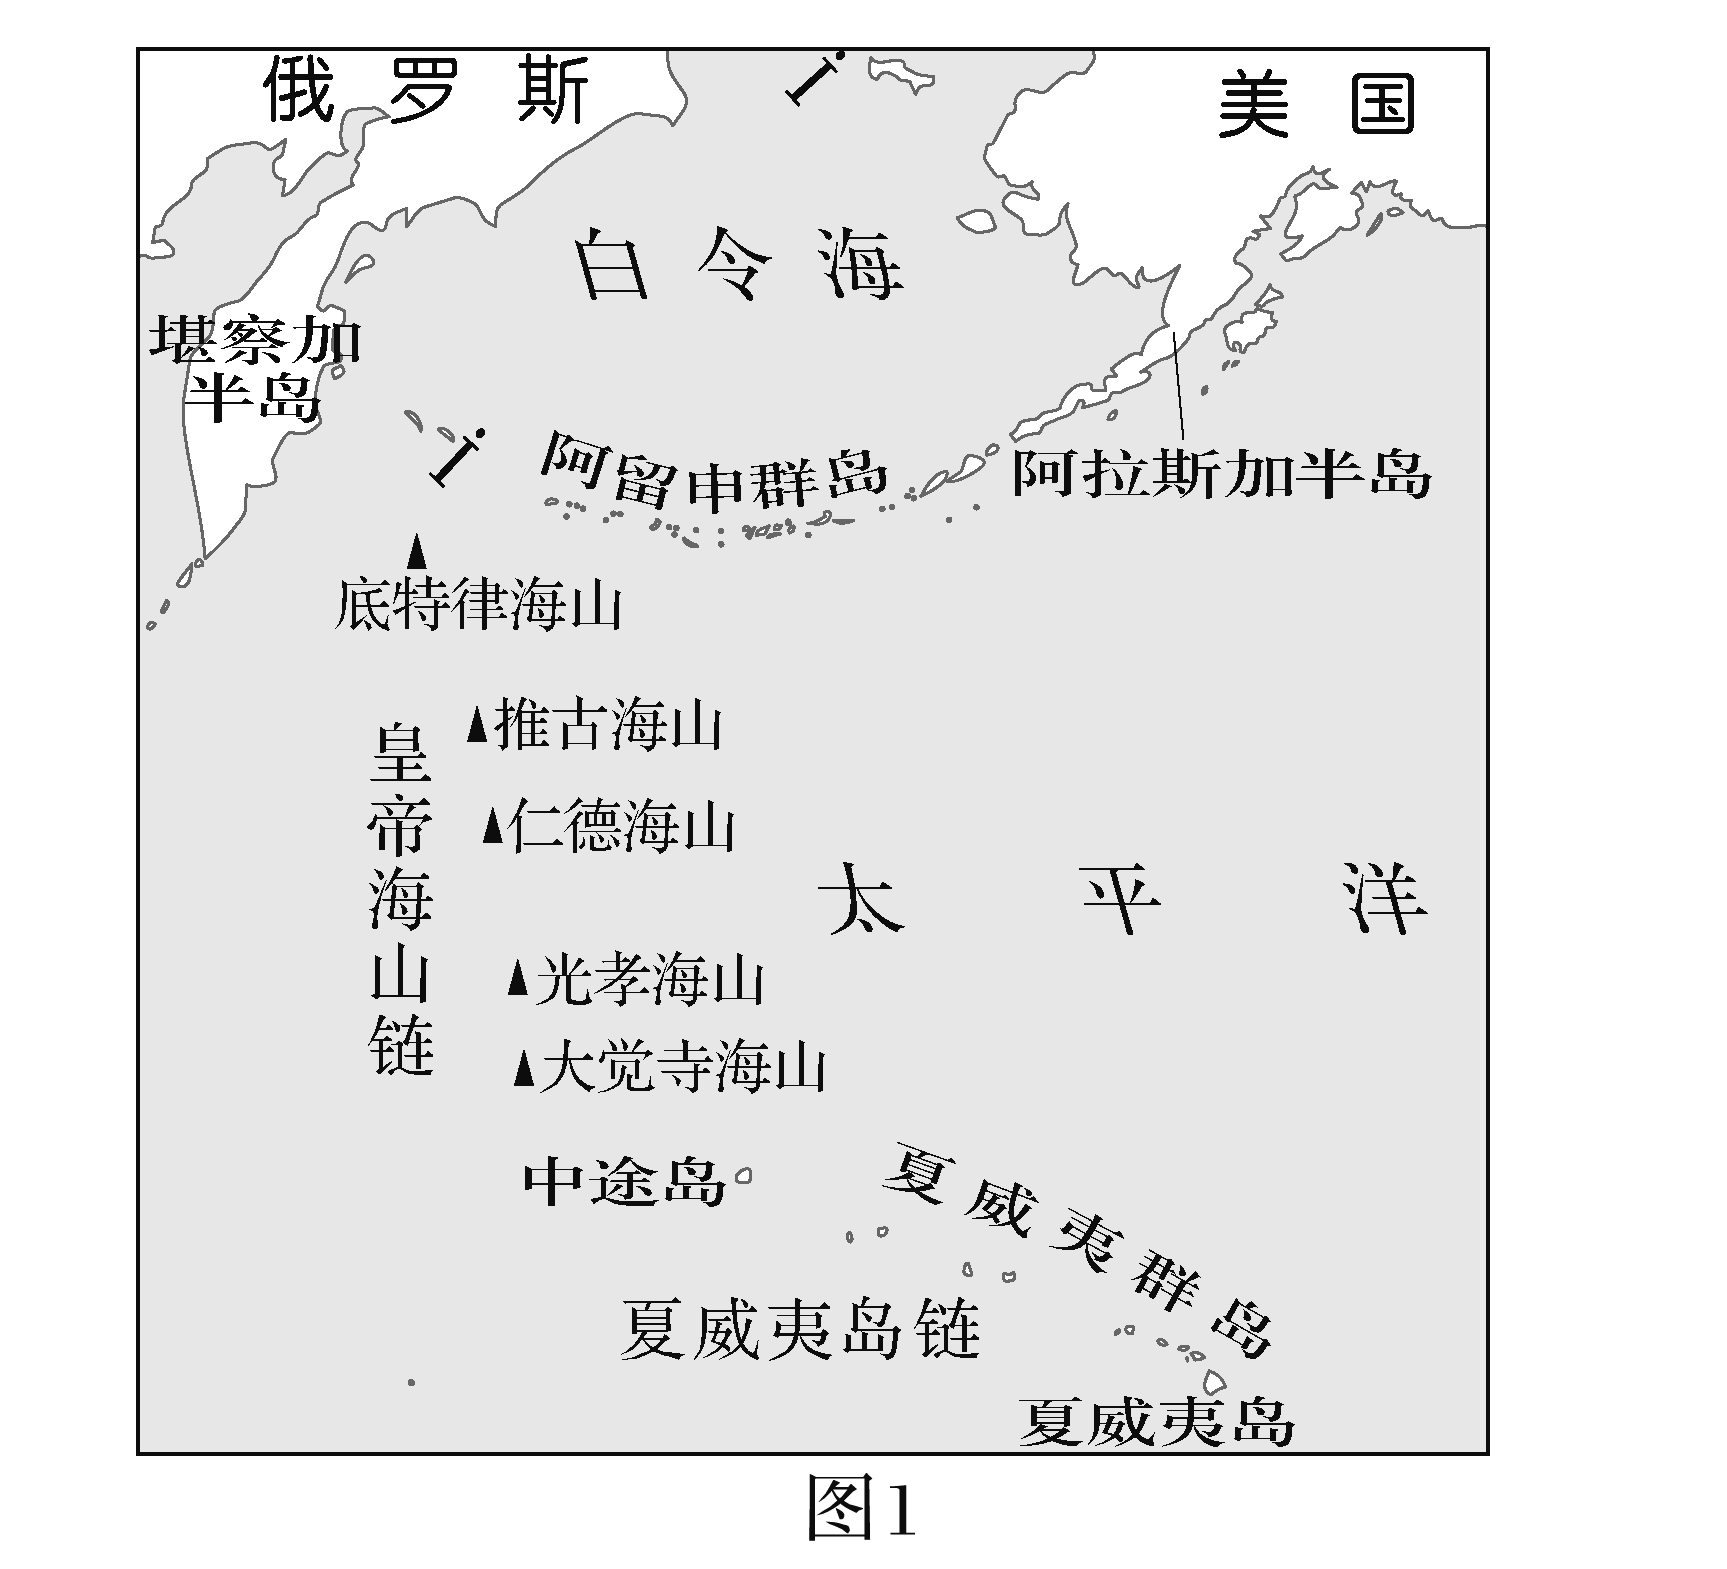 俄罗斯
美国
白令海
堪察加
半岛
阿留申群岛
阿拉斯加半岛
底特律海山
推古海山
皇帝海山链
仁德海山
太平洋
光孝海山
大觉寺海山
中途岛
夏威夷群岛
夏威夷岛链
夏威夷岛
图1